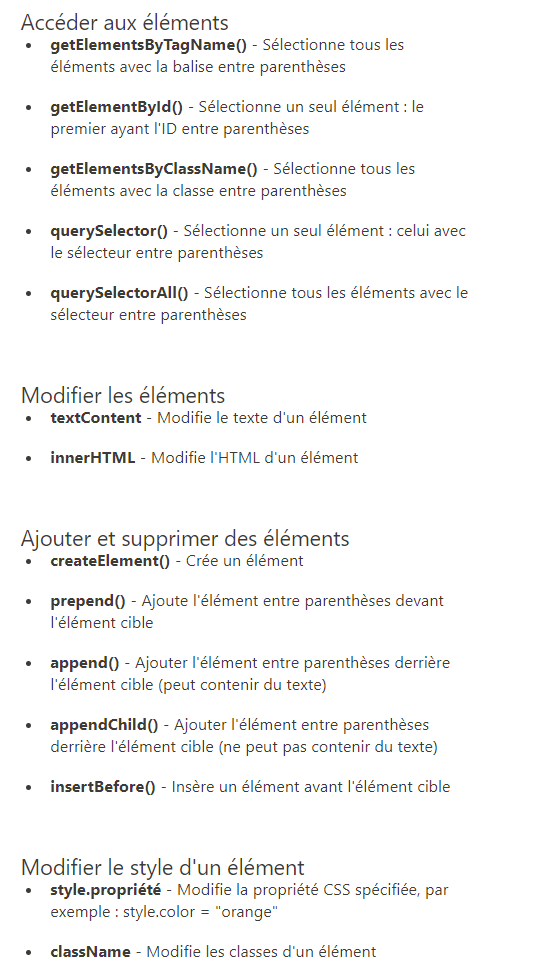 Accéder aux éléments
• getElementsByTagName() - Sélectionne tous les
éléments avec la balise entre parenthèses
• getElementById() - Sélectionne un seul élément : le
premier ayant l'ID entre parenthèses
• getElementsByClassName() - Sélectionne tous les
éléments avec la classe entre parenthèses
• querySelector() - Sélectionne un seul élément : celui avec
le sélecteur entre parenthèses
• querySelectorAll() - Sélectionne tous les éléments avec le
sélecteur entre parenthèses
Modifier les éléments
• textContent - Modifie le texte d'un élément
• innerHTML - Modifie l'HTML d'un élément
Ajouter et supprimer des éléments
• createElement() - Crée un élément
• prepend() - Ajoute l'élément entre parenthèses devant
l'élément cible
• append() - Ajouter l'élément entre parenthèses derrière
l'élément cible (peut contenir du texte)
• appendChild() - Ajouter l'élément entre parenthèses
derrière l'élément cible (ne peut pas contenir du texte)
• insertBefore() - Insère un élément avant l'élément cible
Modifier le style d'un élément
• style.propriété - Modifie la propriété CSS spécifiée, par
exemple : style.color = "orange"
• className - Modifie les classes d'un élément